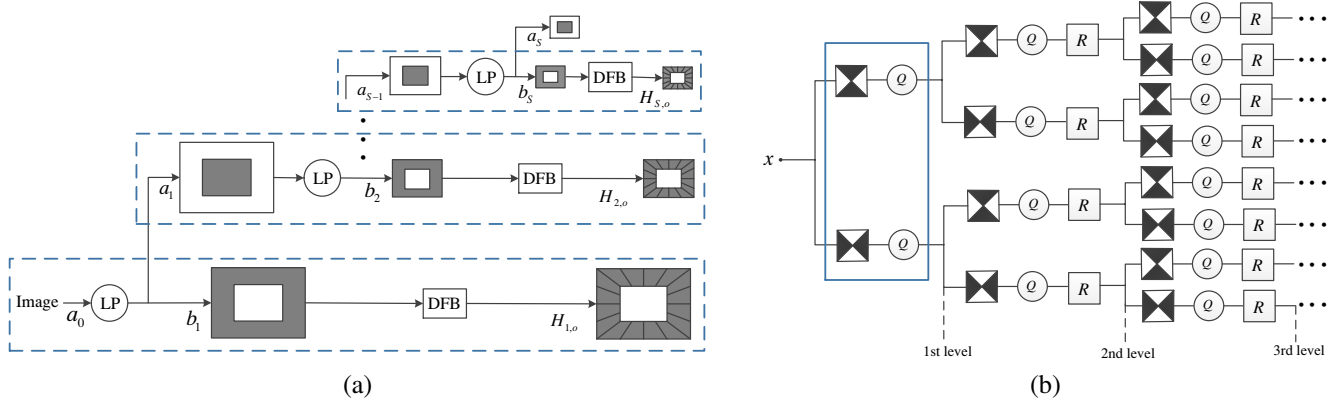 a_S
a_{S-1} LP b_S DFB H_{S,o}
a_1 LP b_2 DFB H_{2,o}
Image a_0 LP b_1 DFB H_{1,o}
(a)
Q R Q R
Q R
Q R Q R
Q R
x Q
Q
Q R Q R
Q R
Q R Q R
Q R
1st level 2nd level 3rd level
(b)